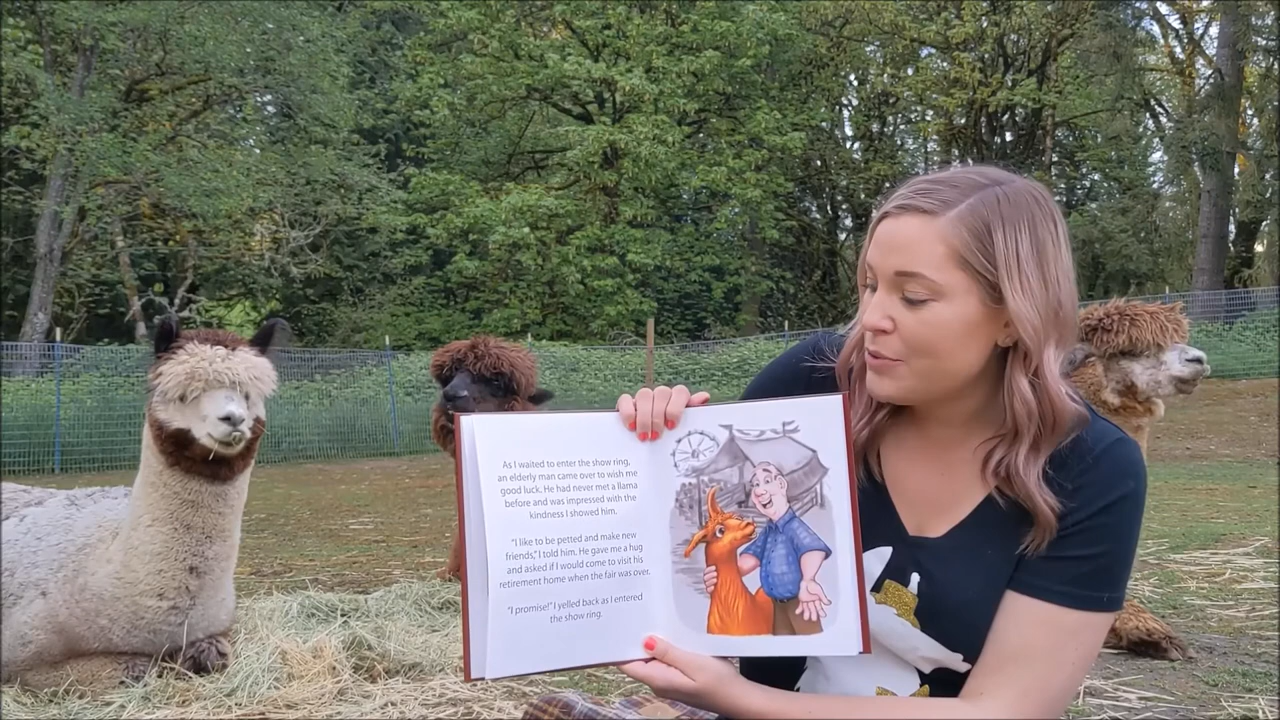 As I waited to enter the show ring,
an elderly man came over to wish me
good luck. He had never met a llama
before and was impressed with the
kindness I showed him.
"I like to be petted and make new
friends," I told him. He gave me a hug
and asked if I would come to visit his
retirement home when the fair was over.
"I promise!" I yelled back as I entered
the show ring.